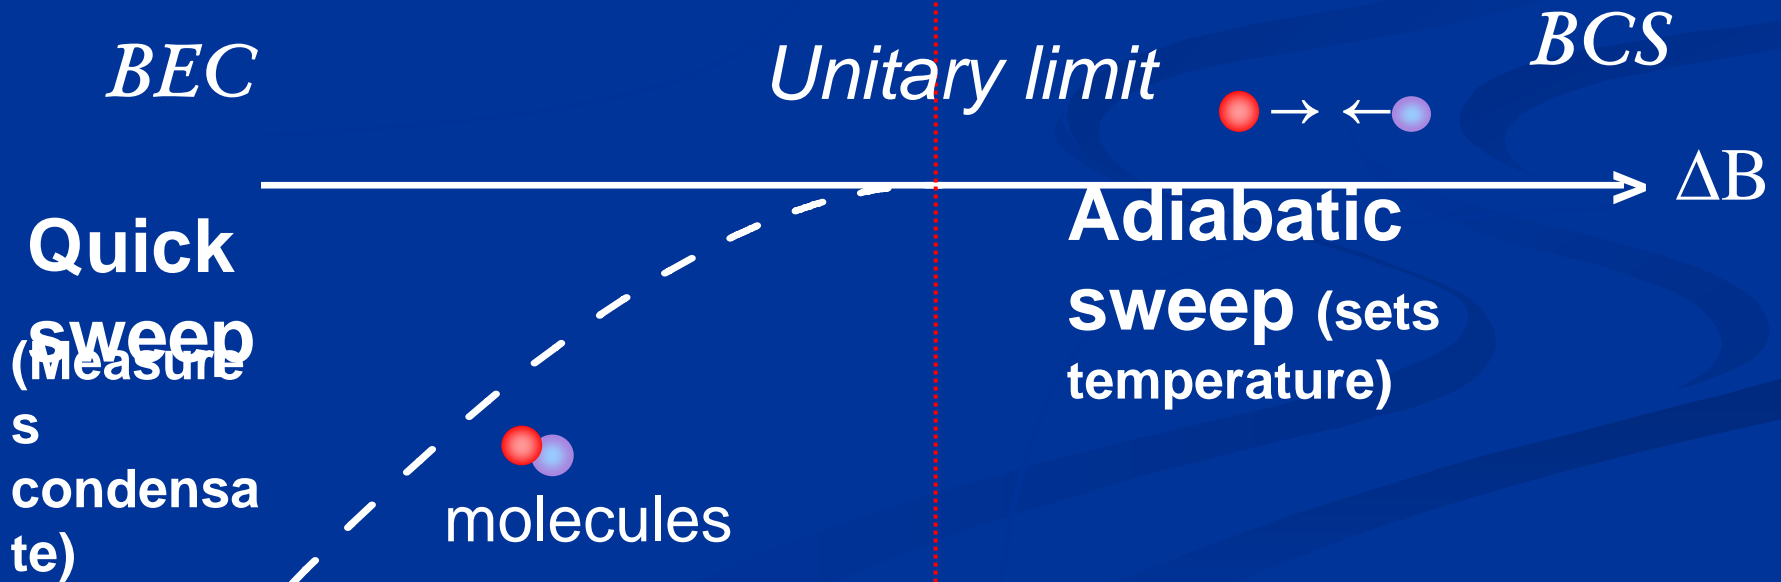 BEC
Unitary limit
BCS
→ ←
ΔB
Quick
sweep
(Measure
s
condensa
te)
Adiabatic
sweep (sets
temperature)
molecules